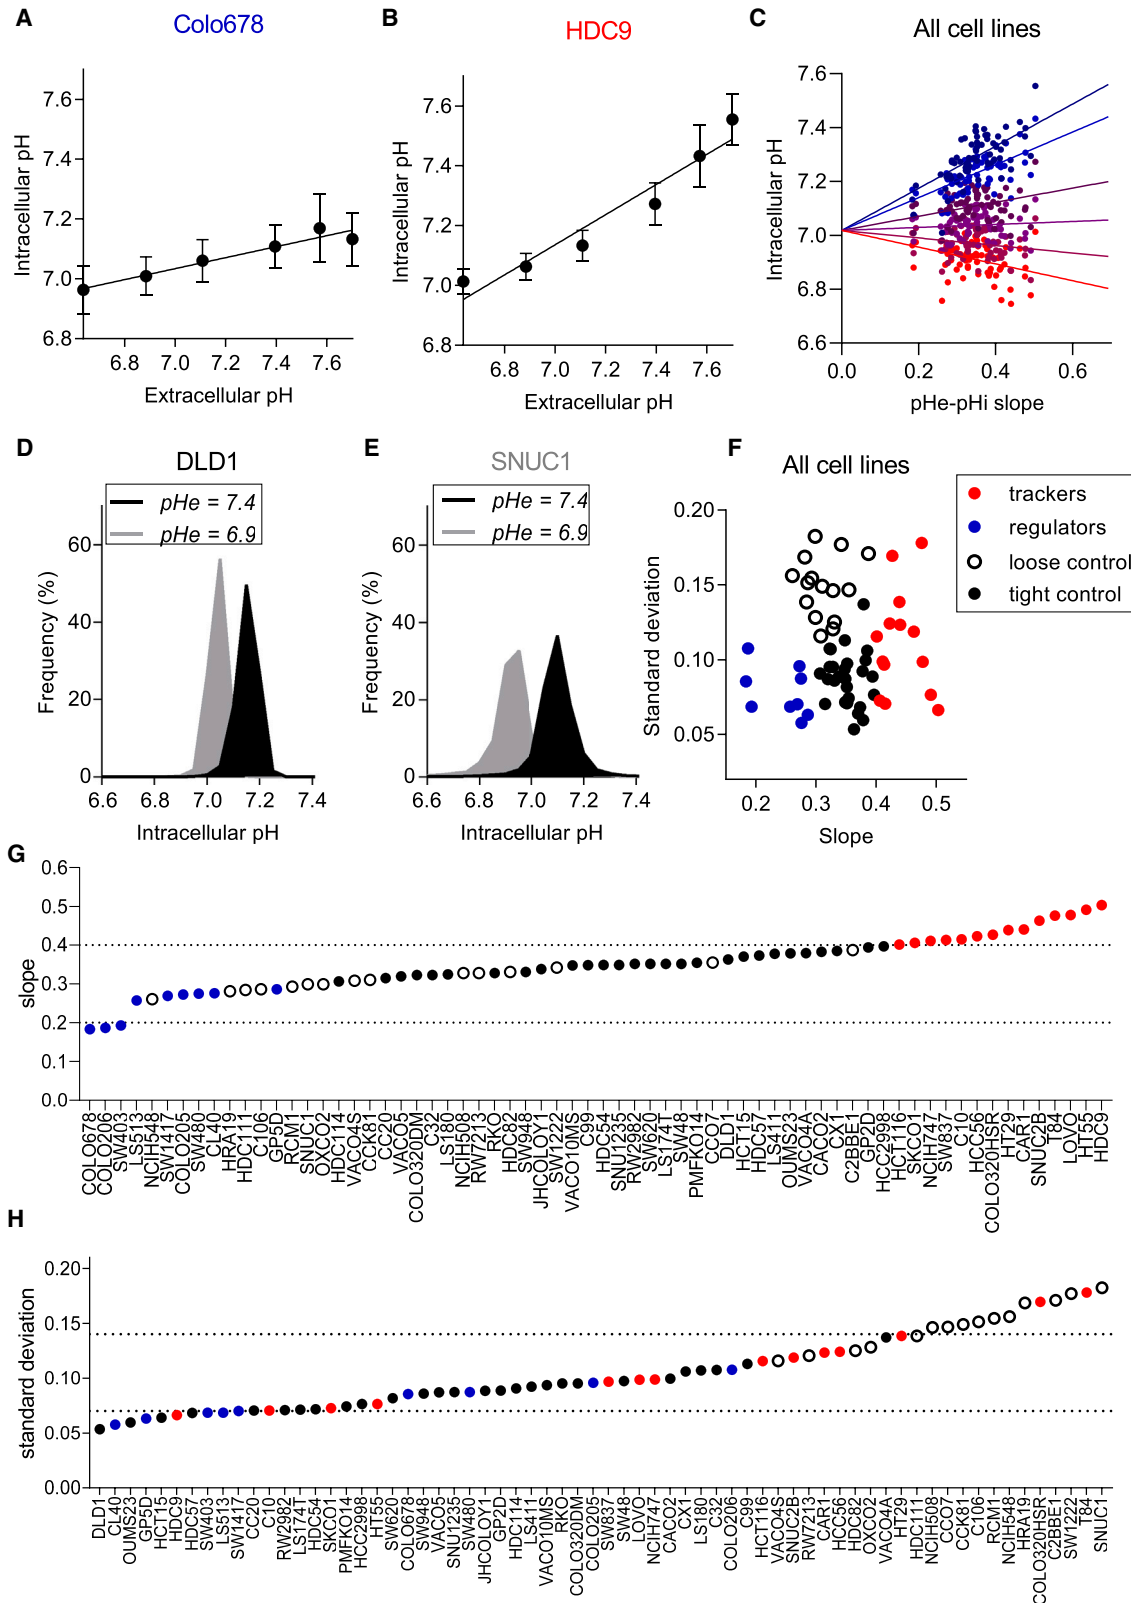 A
Colo678
Intracellular pH
7.6
7.4
7.2
7.0
6.8
6.8 7.0 7.2 7.4 7.6
Extracellular pH
B
HDC9
Intracellular pH
7.6
7.4
7.2
7.0
6.8
6.8 7.0 7.2 7.4 7.6
Extracellular pH
C
All cell lines
Intracellular pH
7.6
7.4
7.2
7.0
6.8
6.6
0.0 0.2 0.4 0.6
pHe-pHi slope
D
DLD1
pHe = 7.4
pHe = 6.9
Frequency (%)
60
40
20
0
6.6 6.8 7.0 7.2 7.4
Intracellular pH
E
SNUC1
pHe = 7.4
pHe = 6.9
Frequency (%)
60
40
20
0
6.6 6.8 7.0 7.2 7.4
Intracellular pH
F
All cell lines
Standard deviation
0.20
0.15
0.10
0.05
0.2 0.3 0.4 0.5
Slope
trackers
regulators
loose control
tight control
G
slope
0.6
0.5
0.4
0.3
0.2
0.1
0.0
COLO678
COLO206
SW403
LS513
NCIH548
SW1417
COLO205
SW480
CL40
HRA19
HDC111
C106
GP5D
RCM1
SNUC1
OXCO2
HDC114
VACO4S
CCK81
CC20
VACO5
COLO320DM
C32
LS180
NCIH508
RW7213
RKO
HDC82
SW948
JHCOLOY1
SW1222
VACO10MS
C99
HDC54
SNU1235
RW2982
SW620
LS174T
SW48
PMFKO14
CCO7
DLD1
HCT15
HDC57
LS411
OUMS23
VACO4A
CACO2
CX1
C2BBE1
GP2D
HCC2998
HCT116
SKCO1
NCIH747
SW837
C10
HCC56
COLO320HSR
HT29
CAR1
SNUC2B
T84
LOVO
HT55
HDC9
H
standard deviation
0.20
0.15
0.10
0.05
0.00
DLD1
CL40
OUMS23
GP5D
HCT15
HDC9
HDC57
SW403
LS513
SW1417
CC20
C10
RW2982
LS174T
HDC54
SKCO1
PMFKO14
HCC2998
HT55
SW620
COLO678
SW948
VACO5
SNU1235
SW480
JHCOLOY1
GP2D
HDC114
LS411
VACO10MS
RKO
COLO320DM
COLO205
SW837
SW48
LOVO
NCIH747
CACO2
CX1
LS180
C32
COLO206
C99
HCT116
VACO4S
SNUC2B
RW7213
CAR1
HCC56
HDC82
OXCO2
VACO4A
HT29
HDC111
NCIH508
CCO7
CCK81
C106
RCM1
NCIH548
HRA19
COLO320HSR
C2BBE1
SW1222
T84
SNUC1